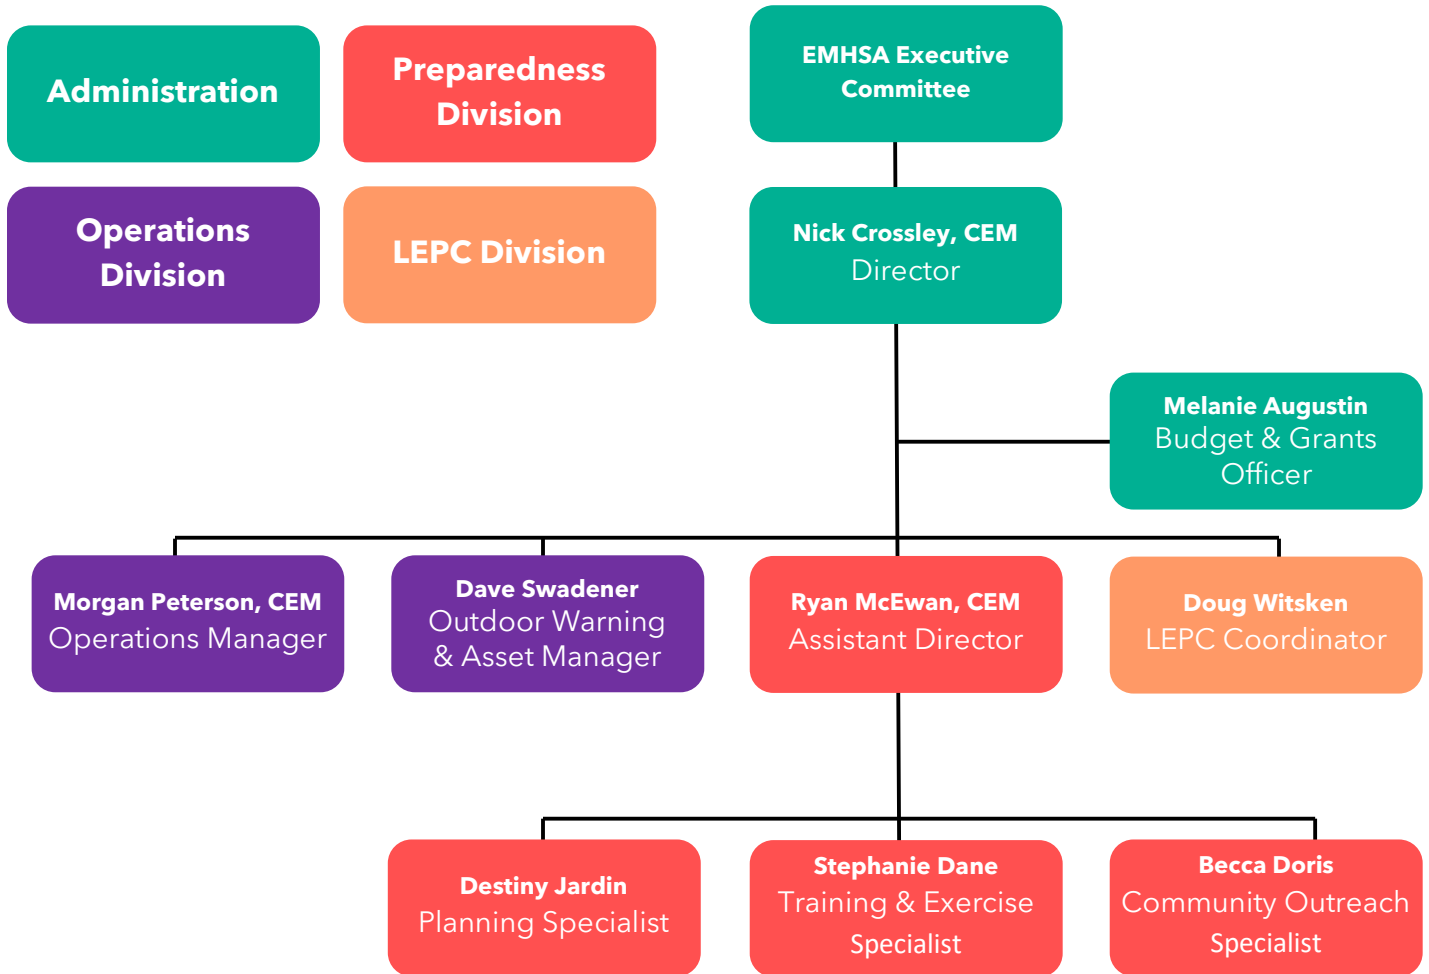 Administration
Preparedness
Division
Operations
Division
LEPC Division
EMHSA Executive
Committee
Nick Crossley, CEM
Director
Melanie Augustin
Budget & Grants
Officer
Morgan Peterson, CEM
Operations Manager
Dave Swadener
Outdoor Warning
& Asset Manager
Ryan McEwan, CEM
Assistant Director
Doug Witsken
LEPC Coordinator
Destiny Jardin
Planning Specialist
Stephanie Dane
Training & Exercise
Specialist
Becca Doris
Community Outreach
Specialist